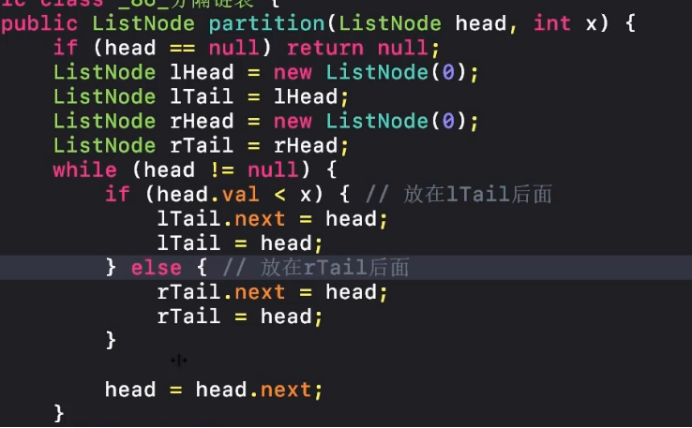 ic class _86_分隔链表 {
public ListNode partition(ListNode head, int x) {
if (head == null) return null;
ListNode lHead = new ListNode(0);
ListNode lTail = lHead;
ListNode rHead = new ListNode(0);
ListNode rTail = rHead;
while (head != null) {
if (head.val < x) { // 放在lTail后面
lTail.next = head;
lTail = head;
} else { // 放在rTail后面
rTail.next = head;
rTail = head;
}
head = head.next;
}